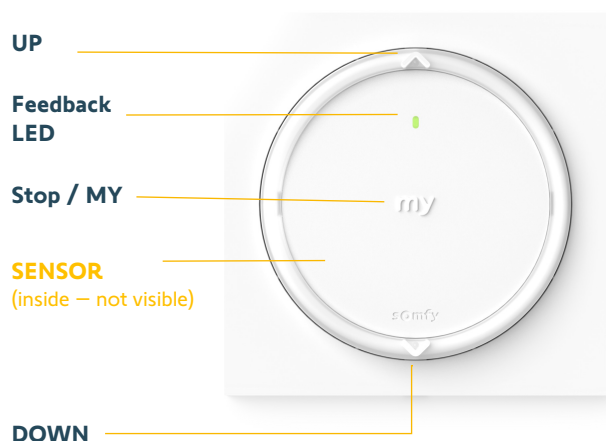 UP
Feedback
LED
Stop / MY
my
SENSOR
(inside – not visible)
somfy
DOWN